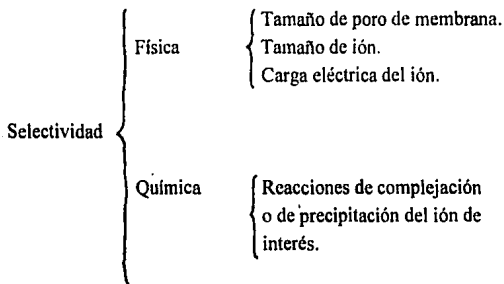 Física
Tamaño de poro de membrana.
Tamaño de ión.
Carga eléctrica del ión.
Selectividad
Química
Reacciones de complejación
o de precipitación del ión de
interés.